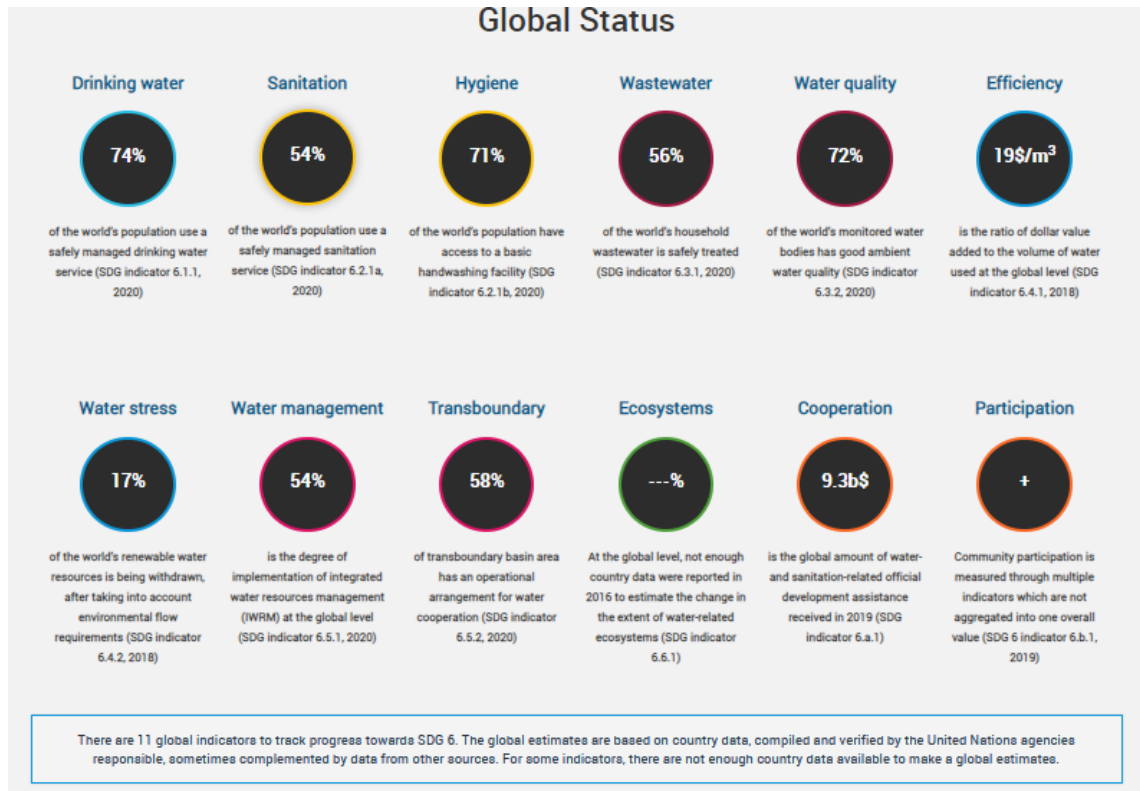 Global Status
Drinking water
74%
of the world's population use a
safely managed drinking water
service (SDG indicator 6.1.1,
2020)
Sanitation
54%
of the world's population use a
safely managed sanitation
service (SDG indicator 6.2.1a,
2020)
Hygiene
71%
of the world's population have
access to a basic
handwashing facility (SDG
indicator 6.2.1b, 2020)
Wastewater
56%
of the world's household
wastewater is safely treated
(SDG indicator 6.3.1, 2020)
Water quality
72%
of the world's monitored water
bodies has good ambient
water quality (SDG indicator
6.3.2, 2020)
Efficiency
19$/m³
is the ratio of dollar value
added to the volume of water
used at the global level (SDG
indicator 6.4.1, 2018)
Water stress
17%
of the world's renewable water
resources is being withdrawn,
after taking into account
environmental flow
requirements (SDG indicator
6.4.2, 2018)
Water management
54%
is the degree of
implementation of integrated
water resources management
(IWRM) at the global level
(SDG indicator 6.5.1, 2020)
Transboundary
58%
of transboundary basin area
has an operational
arrangement for water
cooperation (SDG indicator
6.5.2, 2020)
Ecosystems
---%
At the global level, not enough
country data were reported in
2016 to estimate the change in
the extent of water-related
ecosystems (SDG indicator
6.6.1)
Cooperation
9.3b$
is the global amount of water-
and sanitation-related official
development assistance
received in 2019 (SDG
indicator 6.a.1)
Participation
+
Community participation is
measured through multiple
indicators which are not
aggregated into one overall
value (SDG 6 indicator 6.b.1,
2019)
There are 11 global indicators to track progress towards SDG 6. The global estimates are based on country data, compiled and verified by the United Nations agencies
responsible, sometimes complemented by data from other sources. For some indicators, there are not enough country data available to make a global estimates.